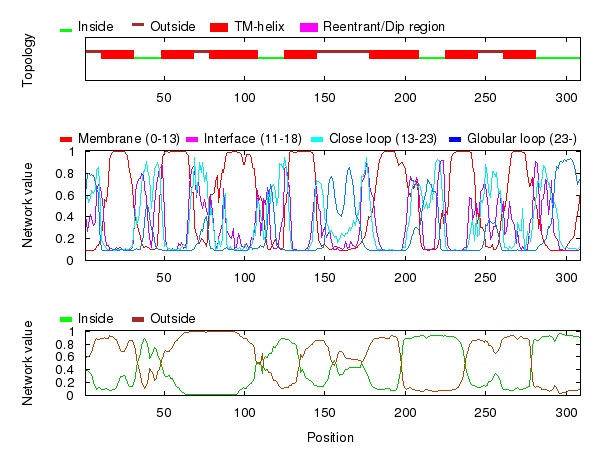 Inside Outside TM-helix Reentrant/Dip region
Topology
50 100 150 200 250 300
Membrane (0-13) Interface (11-18) Close loop (13-23) Globular loop (23-)
Network value
1
0.8
0.6
0.4
0.2
0
50 100 150 200 250 300
Inside Outside
Network value
1
0.8
0.6
0.4
0.2
0
50 100 150 200 250 300
Position